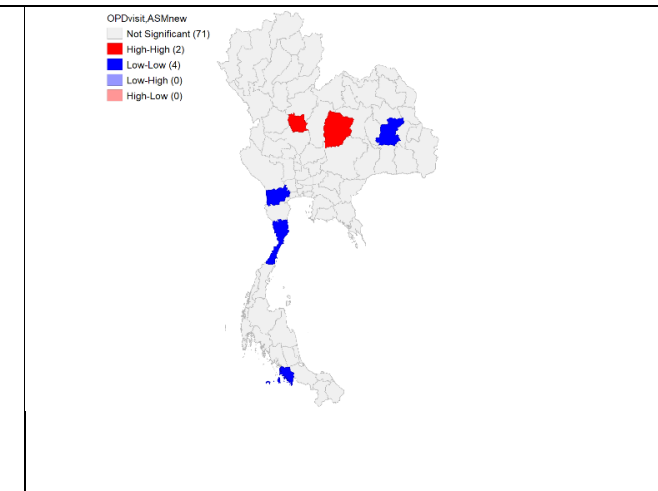 OPDvisit,ASMnew
Not Significant (71)
High-High (2)
Low-Low (4)
Low-High (0)
High-Low (0)